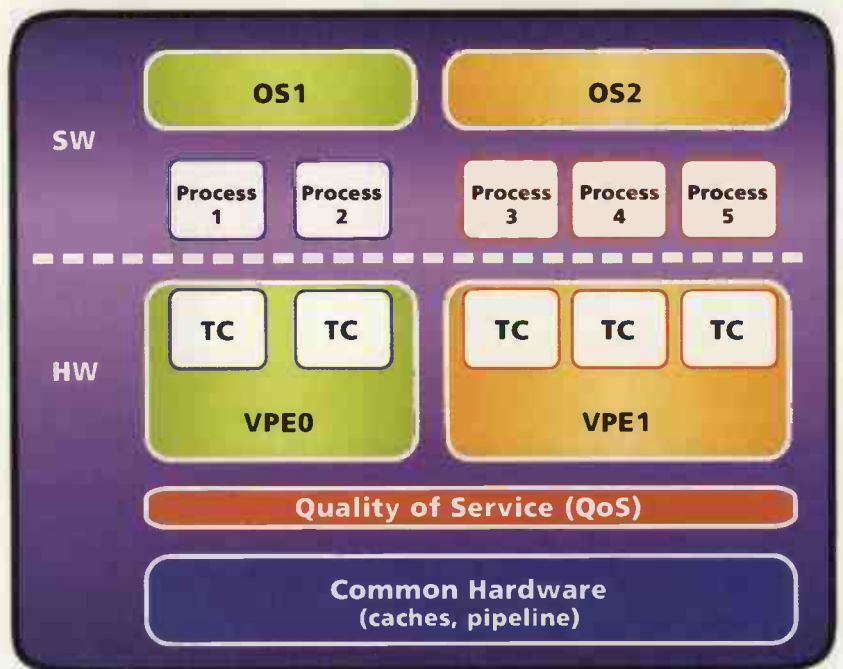 OS1
OS2
SW
Process
1
Process
2
Process
3
Process
4
Process
5
HW
TC
TC
TC
TC
TC
VPE0
VPE1
Quality of Service (QoS)
Common Hardware
(caches, pipeline)